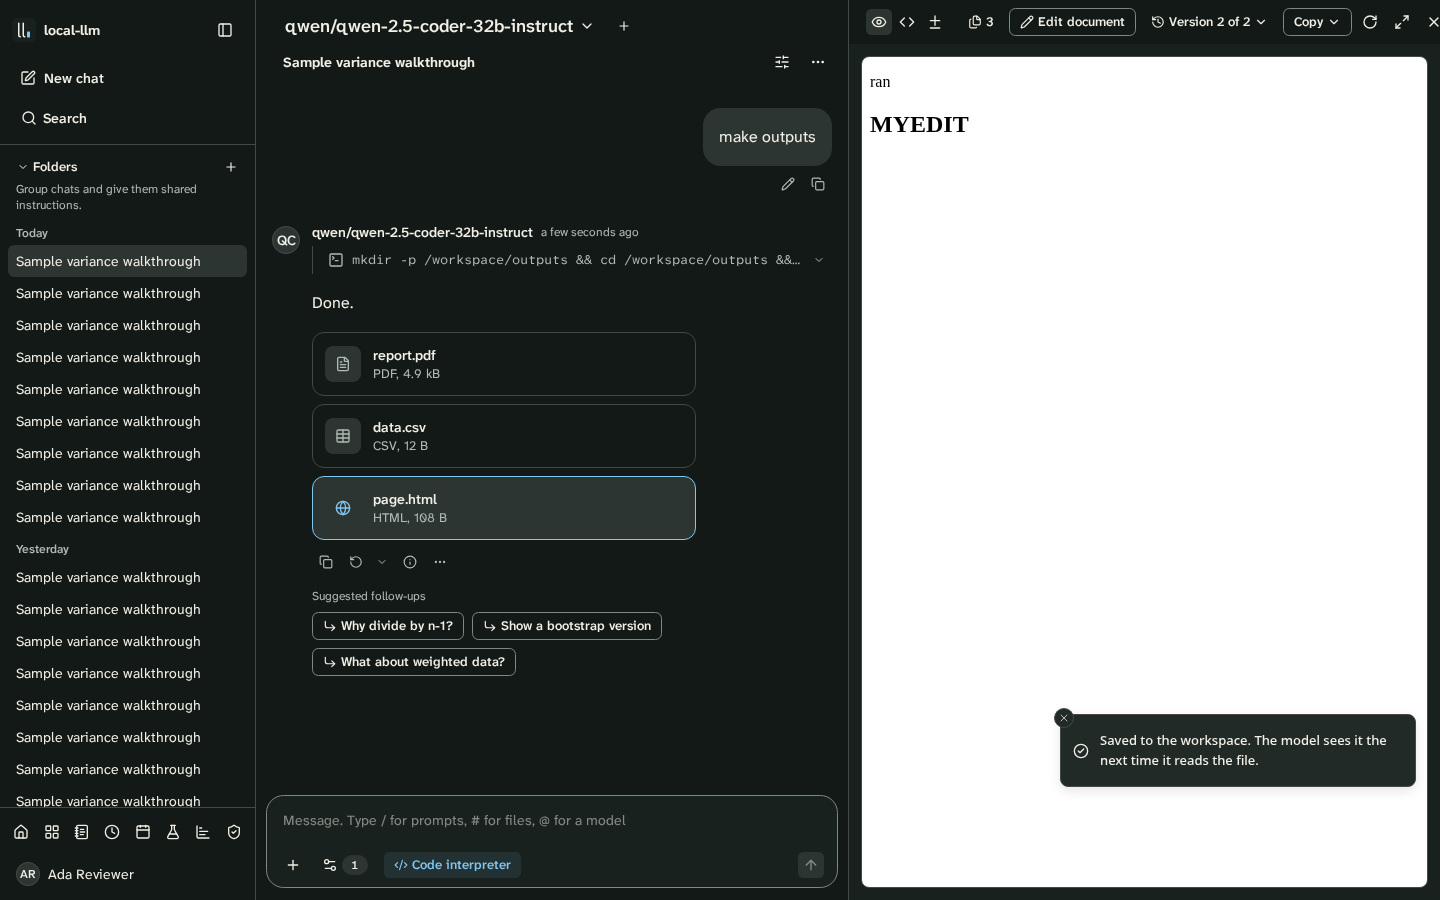 local-llm
New chat
Search
Folders
Group chats and give them shared
instructions.
Today
Sample variance walkthrough
Sample variance walkthrough
Sample variance walkthrough
Sample variance walkthrough
Sample variance walkthrough
Sample variance walkthrough
Sample variance walkthrough
Sample variance walkthrough
Sample variance walkthrough
Yesterday
Sample variance walkthrough
Sample variance walkthrough
Sample variance walkthrough
Sample variance walkthrough
Sample variance walkthrough
Sample variance walkthrough
Sample variance walkthrough
Sample variance walkthrough
AR Ada Reviewer
qwen/qwen-2.5-coder-32b-instruct
Sample variance walkthrough
make outputs
QC qwen/qwen-2.5-coder-32b-instruct a few seconds ago
mkdir -p /workspace/outputs && cd /workspace/outputs &&…
Done.
report.pdf
PDF, 4.9 kB
data.csv
CSV, 12 B
page.html
HTML, 108 B
Suggested follow-ups
Why divide by n-1?
Show a bootstrap version
What about weighted data?
Message. Type / for prompts, # for files, @ for a model
1
Code interpreter
3
Edit document
Version 2 of 2
Copy
ran
MYEDIT
Saved to the workspace. The model sees it the
next time it reads the file.